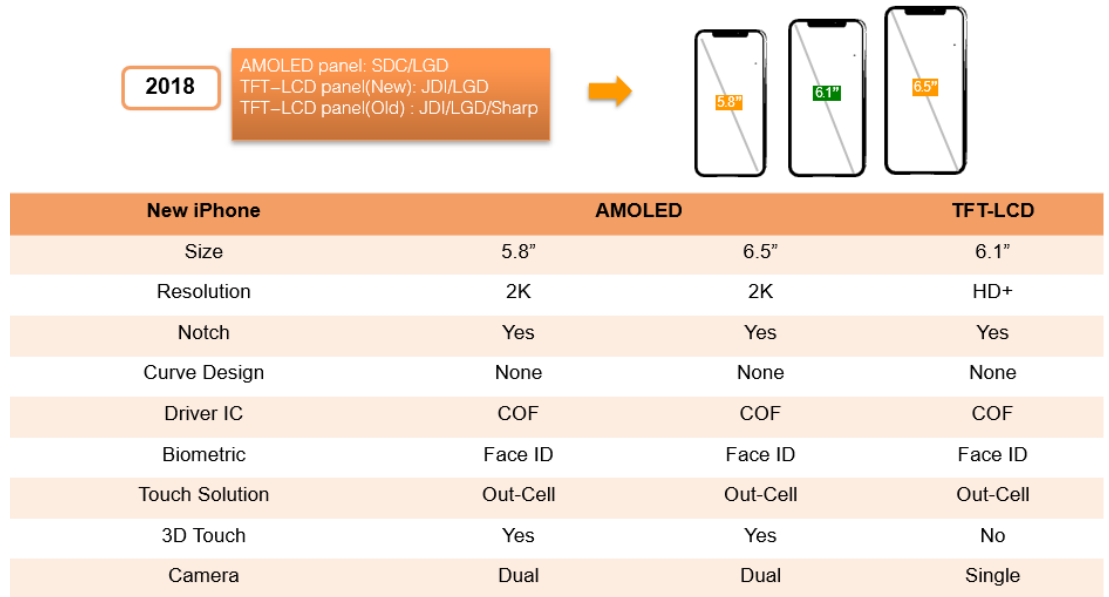 2018
AMOLED panel: SDC/LGD
TFT–LCD panel(New): JDI/LGD
TFT–LCD panel(Old) : JDI/LGD/Sharp
5.8”
6.1”
6.5”
New iPhone AMOLED TFT-LCD
Size 5.8” 6.5” 6.1”
Resolution 2K 2K HD+
Notch Yes Yes Yes
Curve Design None None None
Driver IC COF COF COF
Biometric Face ID Face ID Face ID
Touch Solution Out-Cell Out-Cell Out-Cell
3D Touch Yes Yes No
Camera Dual Dual Single